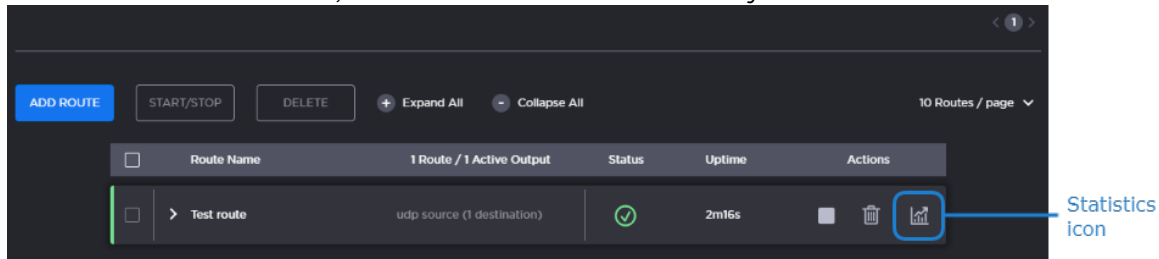 1
ADD ROUTE START/STOP DELETE + Expand All - Collapse All 10 Routes / page
Route Name 1 Route / 1 Active Output Status Uptime Actions
Test route udp source (1 destination) 2m16s
Statistics
icon